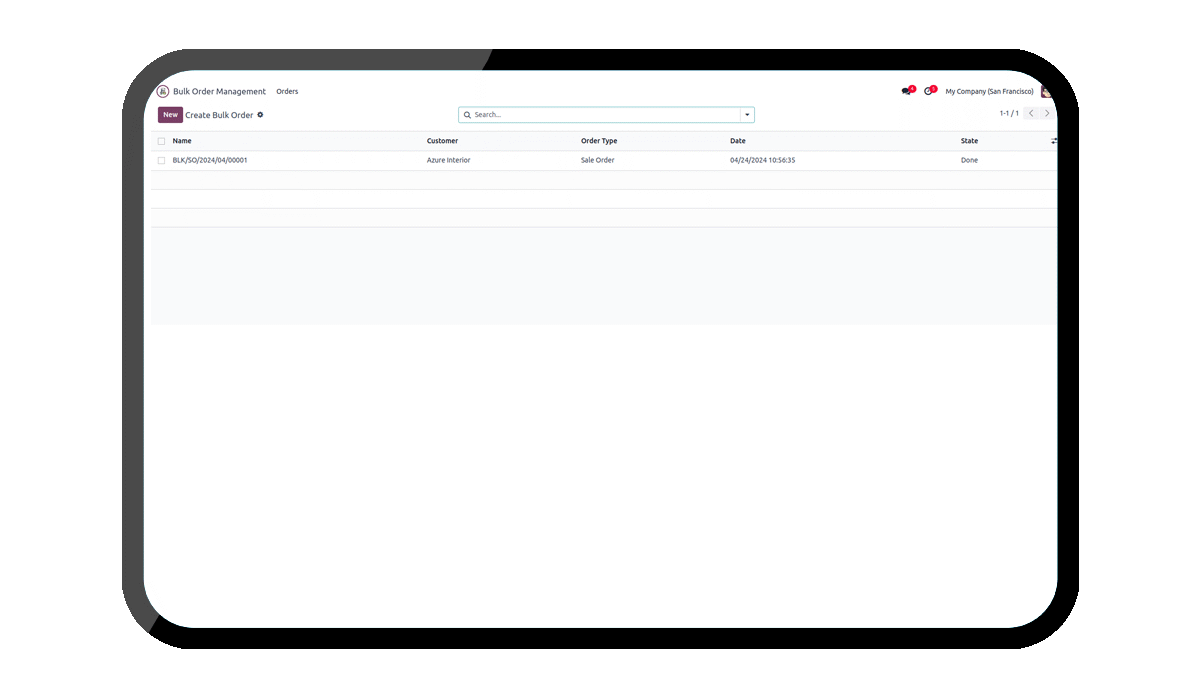 Bulk Order Management Orders My Company (San Francisco)
New Create Bulk Order Search... 1-1 / 1
Name Customer Order Type Date State
BLK/SO/2024/04/00001 Azure Interior Sale Order 04/24/2024 10:56:35 Done